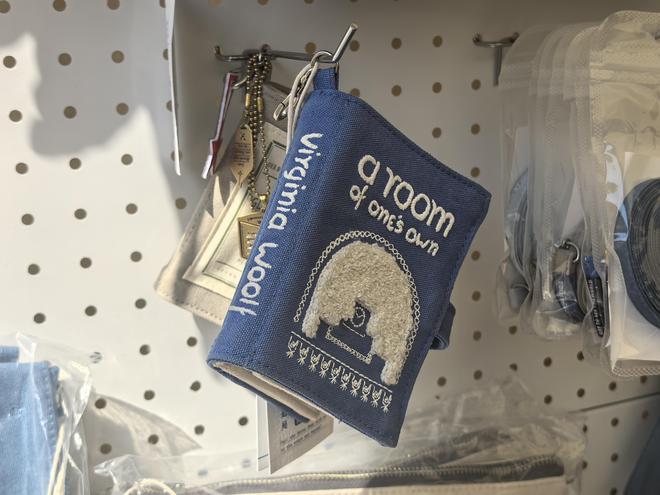 Virginia Woolf
a room
of one's own